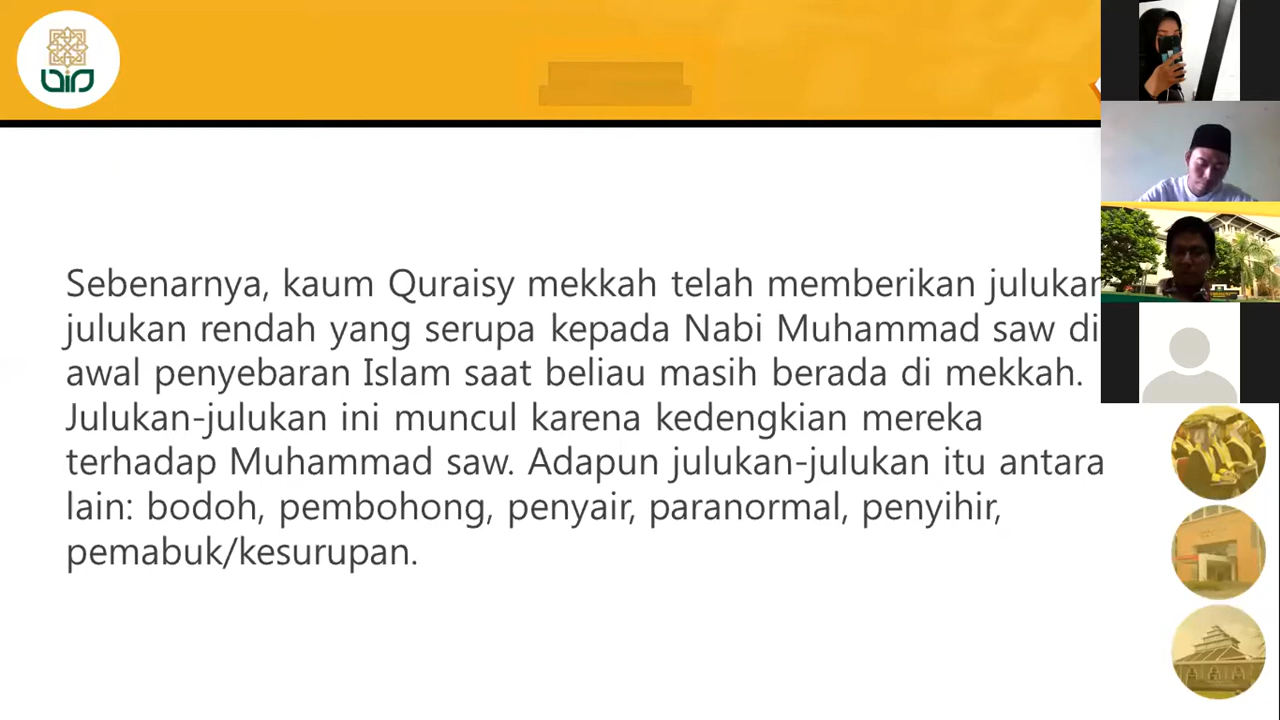 Sebenarnya, kaum Quraisy mekkah telah memberikan julukan
julukan rendah yang serupa kepada Nabi Muhammad saw di
awal penyebaran Islam saat beliau masih berada di mekkah.
Julukan-julukan ini muncul karena kedengkian mereka
terhadap Muhammad saw. Adapun julukan-julukan itu antara
lain: bodoh, pembohong, penyair, paranormal, penyihir,
pemabuk/kesurupan.